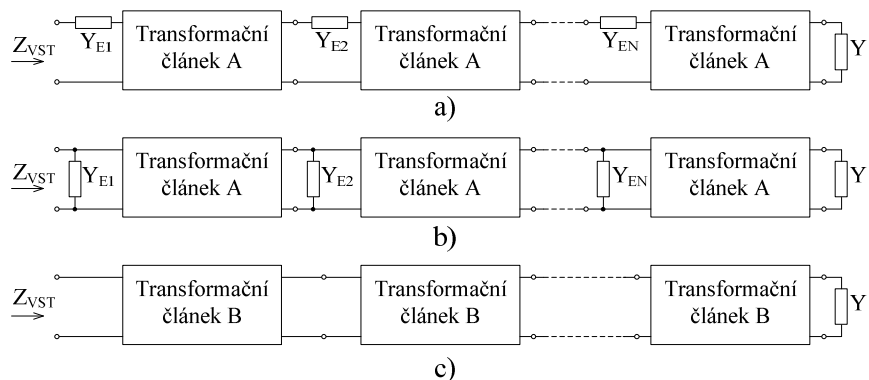 Z_VST Y_E1 Transformační článek A Y_E2 Transformační článek A Y_EN Transformační článek A Y
a)
Z_VST Y_E1 Transformační článek A Y_E2 Transformační článek A Y_EN Transformační článek A Y
b)
Z_VST Transformační článek B Transformační článek B Transformační článek B Y
c)